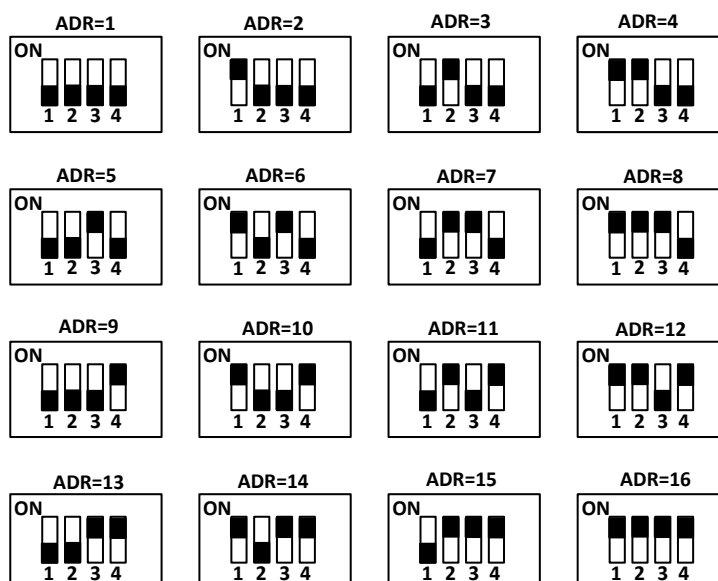 ADR=1 ADR=2 ADR=3 ADR=4
ON ON ON ON
1 2 3 4 1 2 3 4 1 2 3 4 1 2 3 4
ADR=5 ADR=6 ADR=7 ADR=8
ON ON ON ON
1 2 3 4 1 2 3 4 1 2 3 4 1 2 3 4
ADR=9 ADR=10 ADR=11 ADR=12
ON ON ON ON
1 2 3 4 1 2 3 4 1 2 3 4 1 2 3 4
ADR=13 ADR=14 ADR=15 ADR=16
ON ON ON ON
1 2 3 4 1 2 3 4 1 2 3 4 1 2 3 4